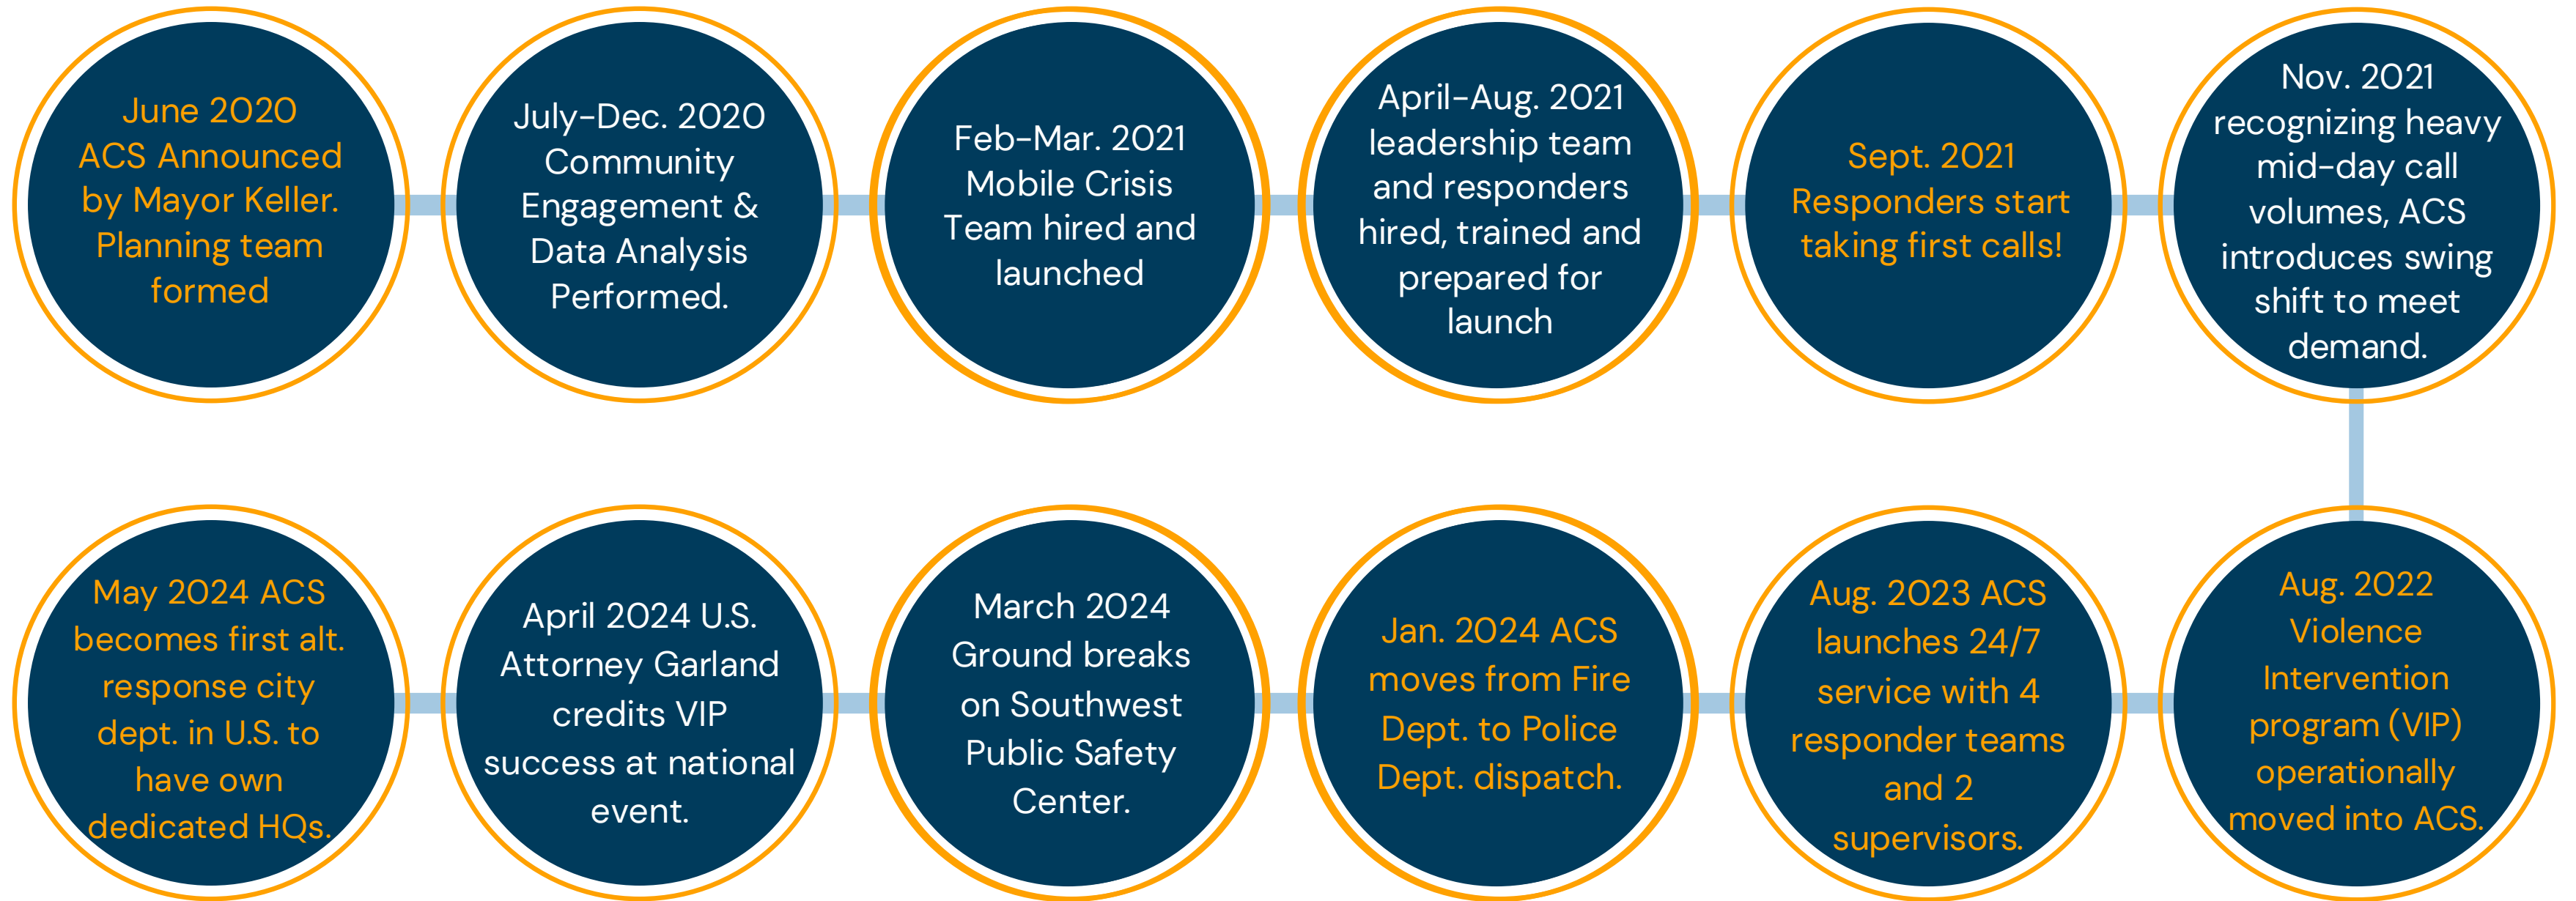 June 2020
ACS Announced
by Mayor Keller.
Planning team
formed
July-Dec. 2020
Community
Engagement &
Data Analysis
Performed.
Feb-Mar. 2021
Mobile Crisis
Team hired and
launched
April-Aug. 2021
leadership team
and responders
hired, trained and
prepared for
launch
Sept. 2021
Responders start
taking first calls!
Nov. 2021
recognizing heavy
mid-day call
volumes, ACS
introduces swing
shift to meet
demand.
Aug. 2022
Violence
Intervention
program (VIP)
operationally
moved into ACS.
Aug. 2023 ACS
launches 24/7
service with 4
responder teams
and 2
supervisors.
Jan. 2024 ACS
moves from Fire
Dept. to Police
Dept. dispatch.
March 2024
Ground breaks
on Southwest
Public Safety
Center.
April 2024 U.S.
Attorney Garland
credits VIP
success at national
event.
May 2024 ACS
becomes first alt.
response city
dept. in U.S. to
have own
dedicated HQs.